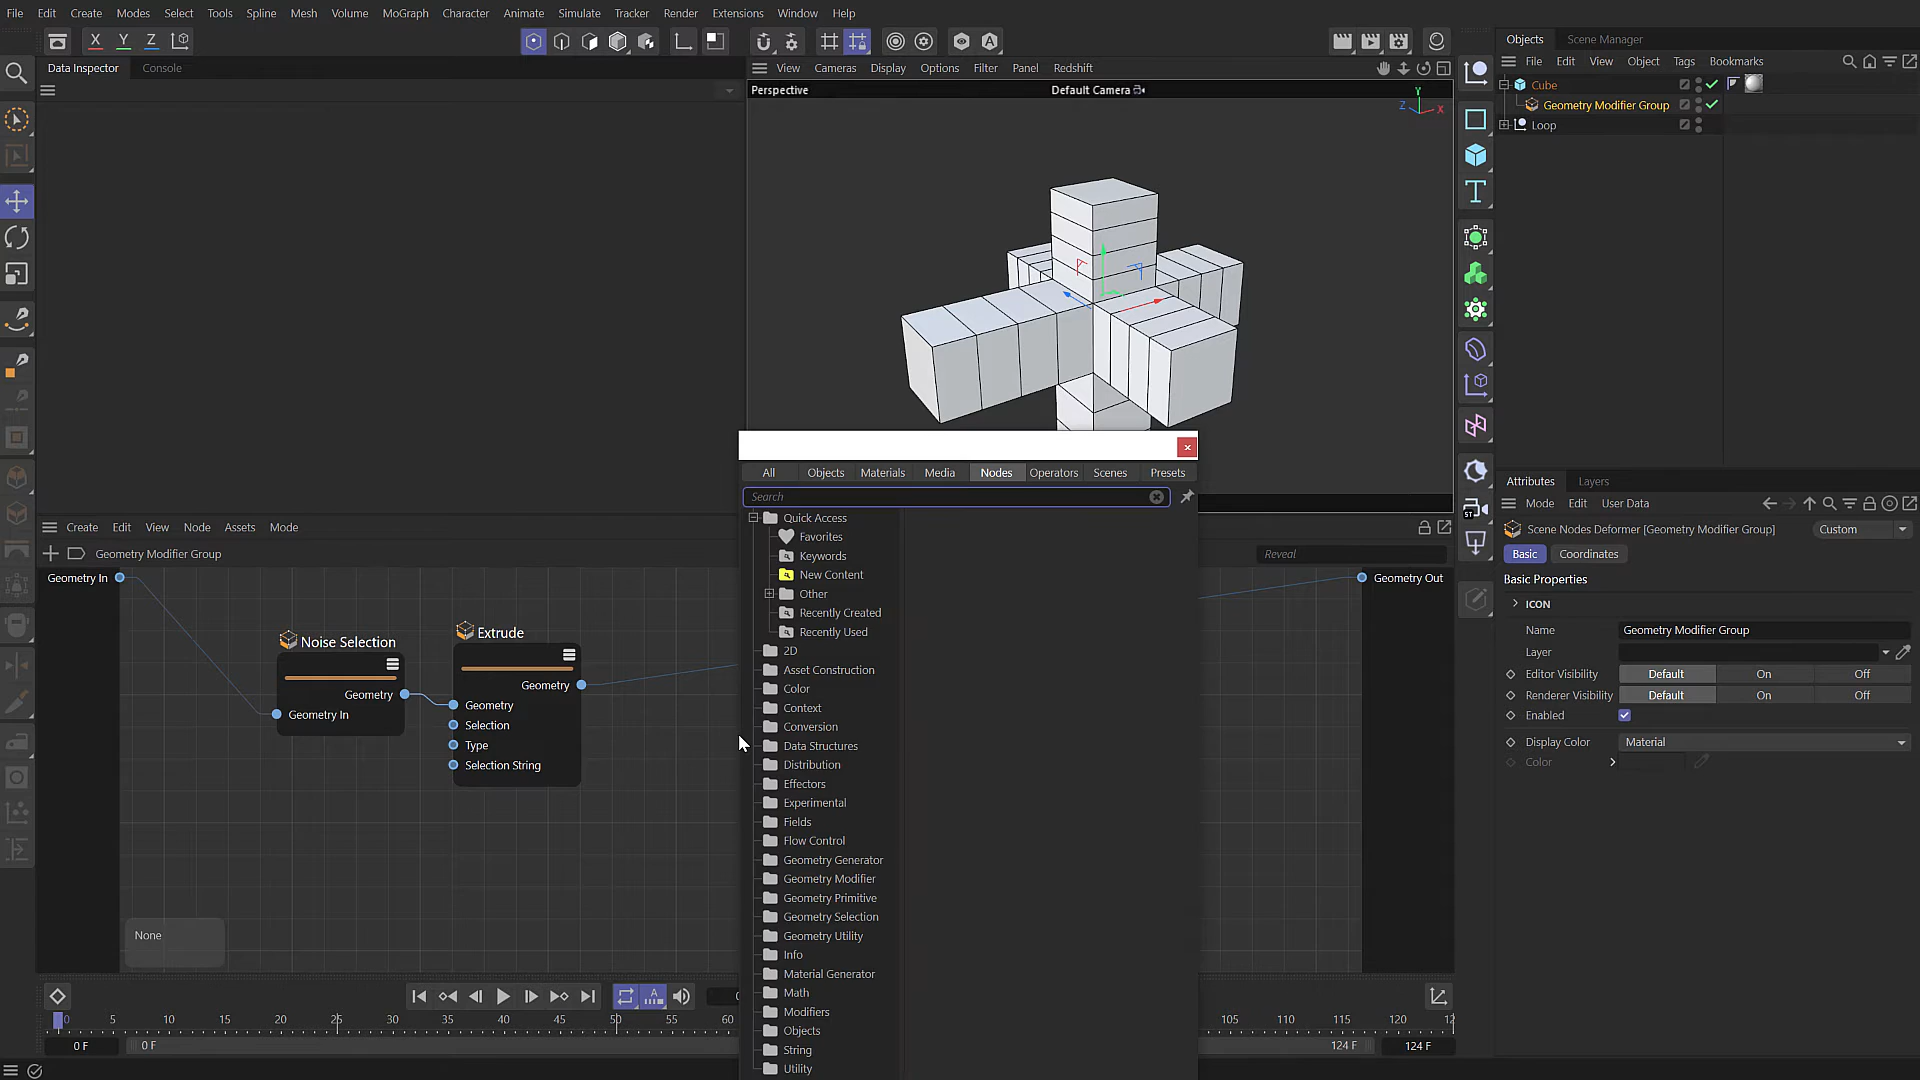 File Edit Create Modes Select Tools Spline Mesh Volume MoGraph Character Animate Simulate Tracker Render Extensions Window Help
X Y Z
Data Inspector Console
View Cameras Display Options Filter Panel Redshift
Perspective
Default Camera
Y
Z X
Objects Scene Manager
File Edit View Object Tags Bookmarks
Cube
Geometry Modifier Group
Loop
All Objects Materials Media Nodes Operators Scenes Presets
Search
Quick Access
Favorites
Keywords
New Content
Other
Recently Created
Recently Used
2D
Asset Construction
Color
Context
Conversion
Data Structures
Distribution
Effectors
Experimental
Fields
Flow Control
Geometry Generator
Geometry Modifier
Geometry Primitive
Geometry Selection
Geometry Utility
Info
Material Generator
Math
Modifiers
Objects
String
Utility
Create Edit View Node Assets Mode
Geometry Modifier Group
Reveal
Geometry In
Noise Selection
Geometry
Geometry In
Extrude
Geometry
Geometry
Selection
Type
Selection String
Geometry Out
None
Attributes Layers
Mode Edit User Data
Scene Nodes Deformer [Geometry Modifier Group] Custom
Basic Coordinates
Basic Properties
ICON
Name Geometry Modifier Group
Layer
Editor Visibility Default On Off
Renderer Visibility Default On Off
Enabled
Display Color Material
Color
0 5 10 15 20 25 30 35 40 45 50 55 60 105 110 115 120 12
0 F 0 F 124 F 124 F